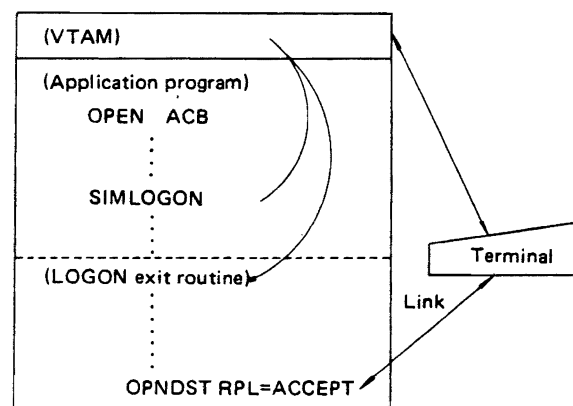 (VTAM)
(Application program)
OPEN ACB
SIMLOGON
(LOGON exit routine)
OPNDST RPL=ACCEPT
Terminal
Link